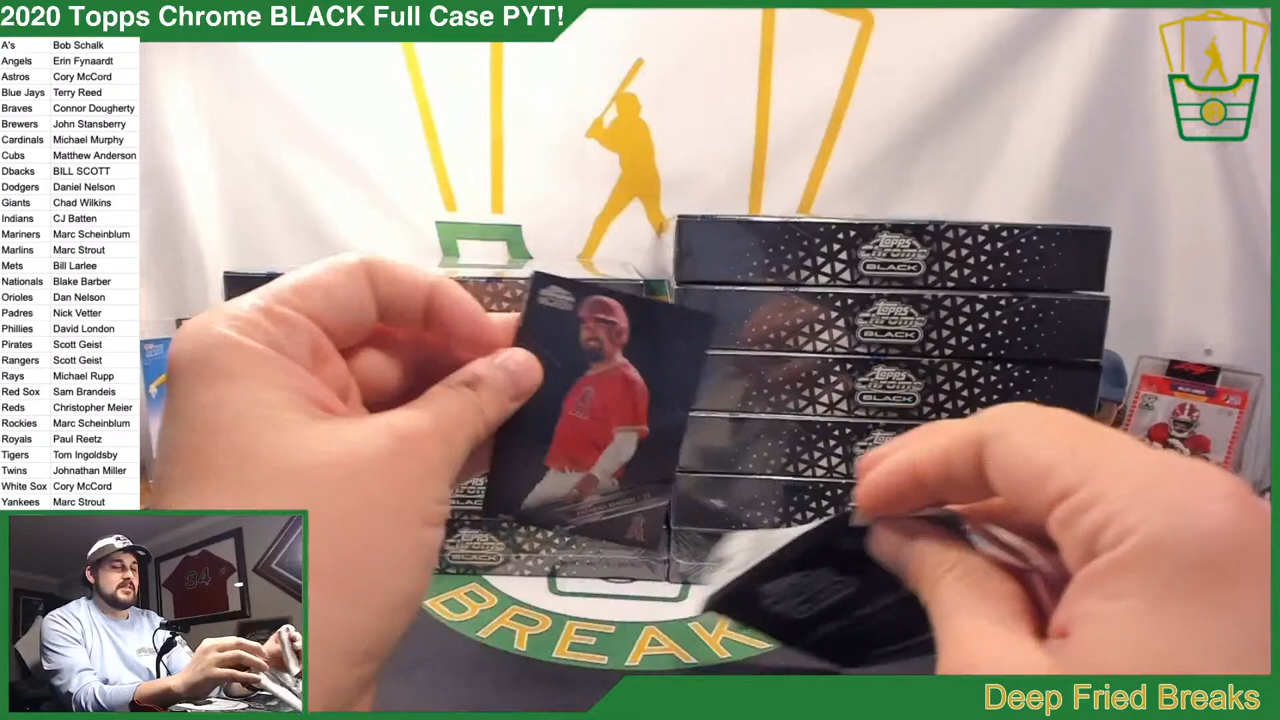 2020 Topps Chrome BLACK Full Case PYT!
A's Bob Schalk
Angels Erin Fynaardt
Astros Cory McCord
Blue Jays Terry Reed
Braves Connor Dougherty
Brewers John Stansberry
Cardinals Michael Murphy
Cubs Matthew Anderson
Dbacks BILL SCOTT
Dodgers Daniel Nelson
Giants Chad Wilkins
Indians CJ Batten
Mariners Marc Scheinblum
Marlins Marc Strout
Mets Bill Larlee
Nationals Blake Barber
Orioles Dan Nelson
Padres Nick Vetter
Phillies David London
Pirates Scott Geist
Rangers Scott Geist
Rays Michael Rupp
Red Sox Sam Brandeis
Reds Christopher Meier
Rockies Marc Scheinblum
Royals Paul Reetz
Tigers Tom Ingoldsby
Twins Johnathan Miller
White Sox Cory McCord
Yankees Marc Strout
Topps
Chrome
BLACK
Topps
Chrome
BLACK
Topps
Chrome
BLACK
BREAK
34
Deep Fried Breaks